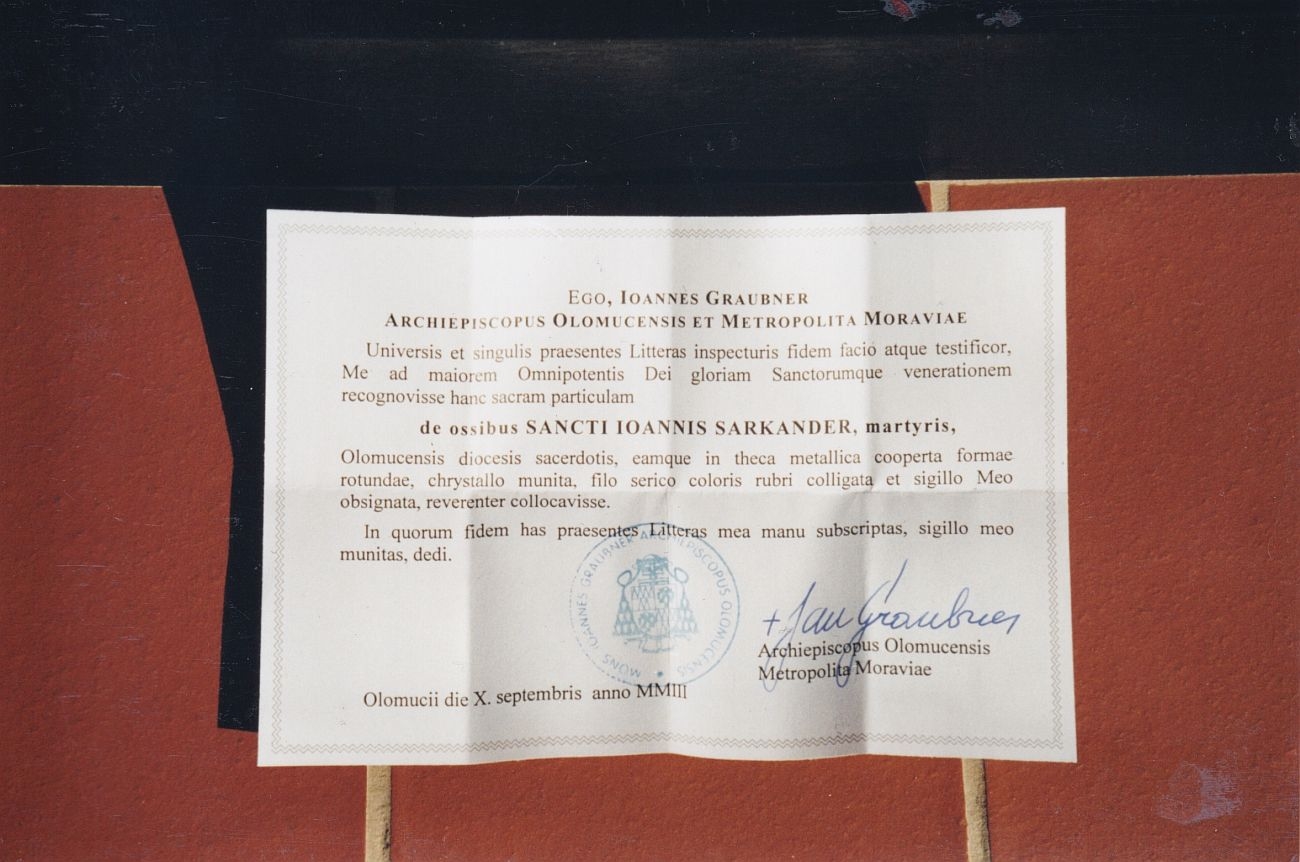 EGO, IOANNES GRAUBNER
ARCHIEPISCOPUS OLOMUCENSIS ET METROPOLITA MORAVIAE
Universis et singulis praesentes Litteras inspecturis fidem facio atque testificor,
Me ad maiorem Omnipotentis Dei gloriam Sanctorumque venerationem
recognovisse hanc sacram particulam
de ossibus SANCTI IOANNIS SARKANDER, martyris,
Olomucensis diocesis sacerdotis, eamque in theca metallica cooperta formae
rotundae, chrystallo munita, filo serico coloris rubri colligata et sigillo Meo
obsignata, reverenter collocavisse.
In quorum fidem has praesentes Litteras mea manu subscriptas, sigillo meo
munitas, dedi.
MONS IOANNES GRAUBNER ARCHIEPISCOPUS OLOMUCENSIS
+ Jan Graubner
Archiepiscopus Olomucensis
Metropolita Moraviae
Olomucii die X. septembris anno MMIII